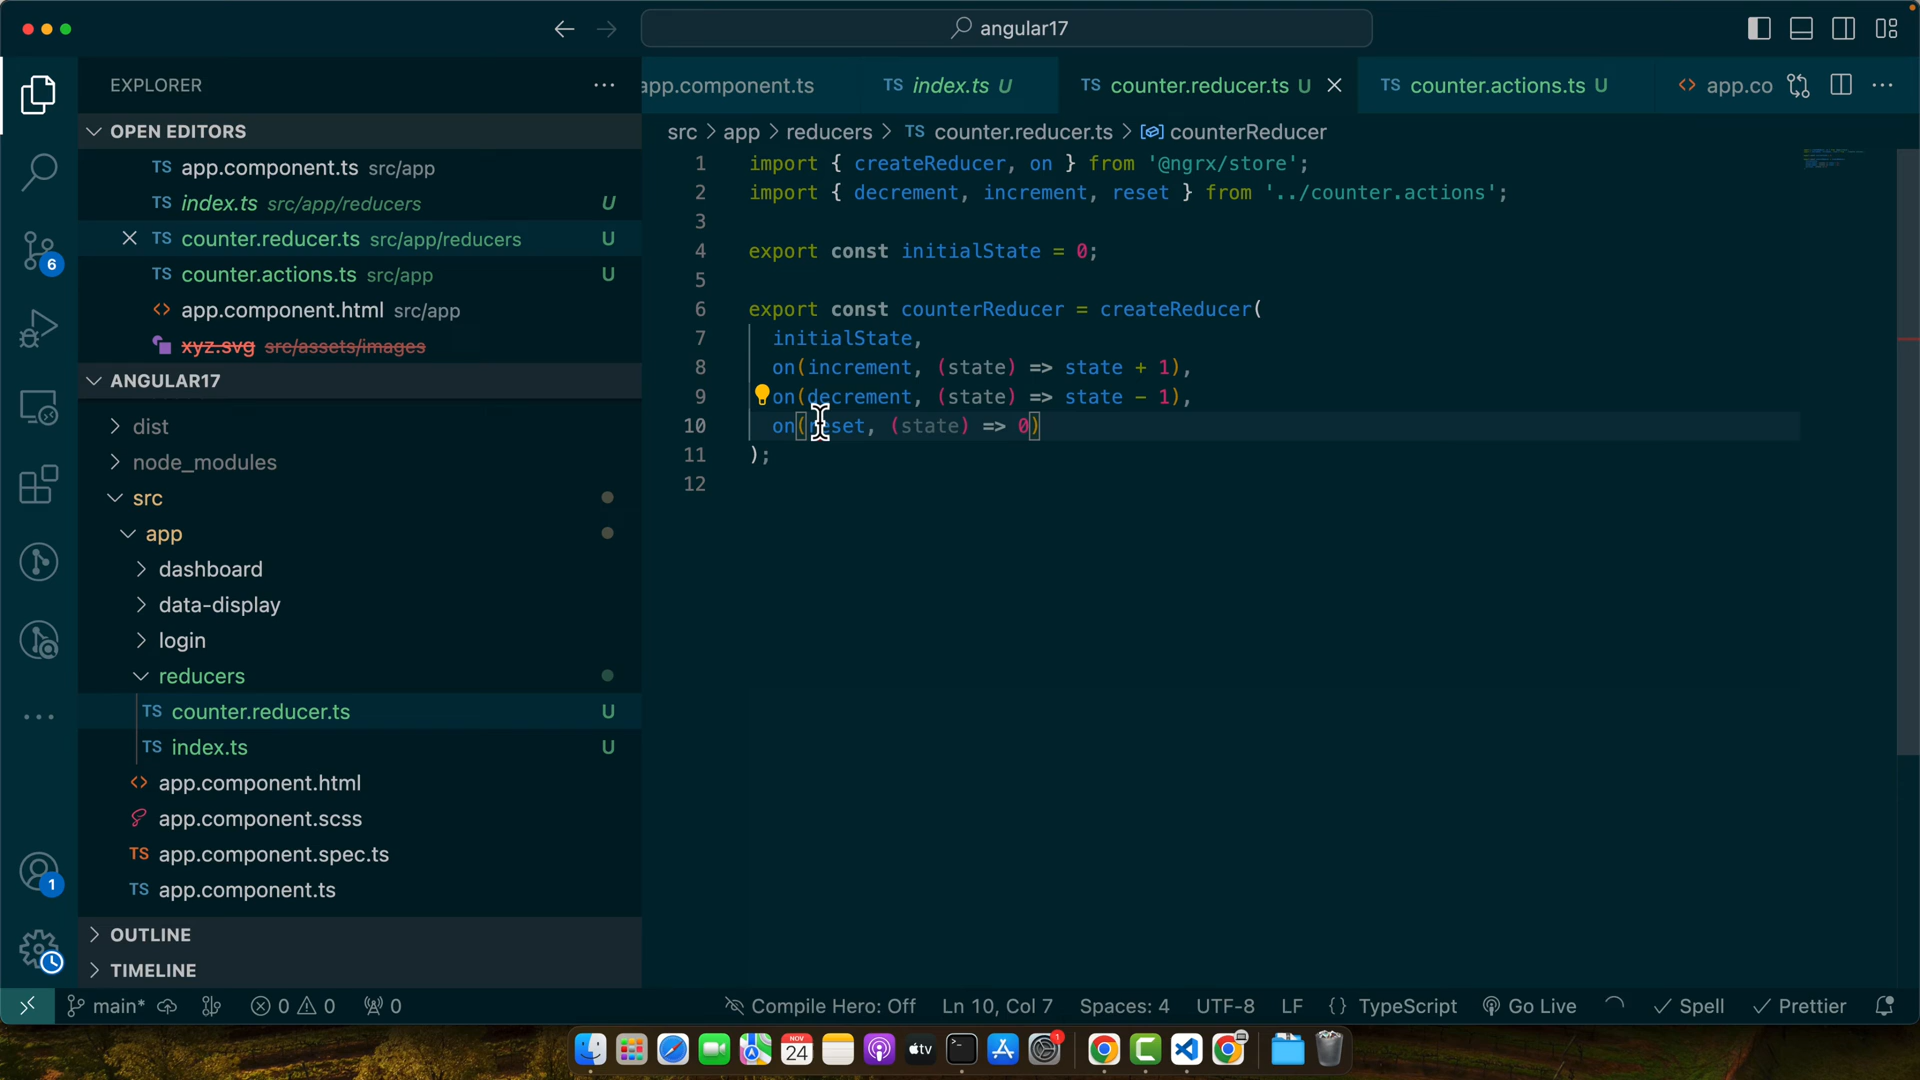 angular17
EXPLORER
app.component.ts
TS index.ts U
TS counter.reducer.ts U
TS counter.actions.ts U
<> app.co
OPEN EDITORS
TS app.component.ts src/app
TS index.ts src/app/reducers U
TS counter.reducer.ts src/app/reducers U
TS counter.actions.ts src/app U
<> app.component.html src/app
xyz.svg src/assets/images
ANGULAR17
dist
node_modules
src
app
dashboard
data-display
login
reducers
TS counter.reducer.ts U
TS index.ts U
<> app.component.html
app.component.scss
TS app.component.spec.ts
TS app.component.ts
OUTLINE
TIMELINE
6
1
src > app > reducers > TS counter.reducer.ts > counterReducer
1 import { createReducer, on } from '@ngrx/store';
2 import { decrement, increment, reset } from '../counter.actions';
3
4 export const initialState = 0;
5
6 export const counterReducer = createReducer(
7 initialState,
8 on(increment, (state) => state + 1),
9 on(decrement, (state) => state - 1),
10 on(reset, (state) => 0)
11 );
12
main* 0 0 0 Compile Hero: Off Ln 10, Col 7 Spaces: 4 UTF-8 LF {} TypeScript Go Live Spell Prettier
NOV
24
tv
1